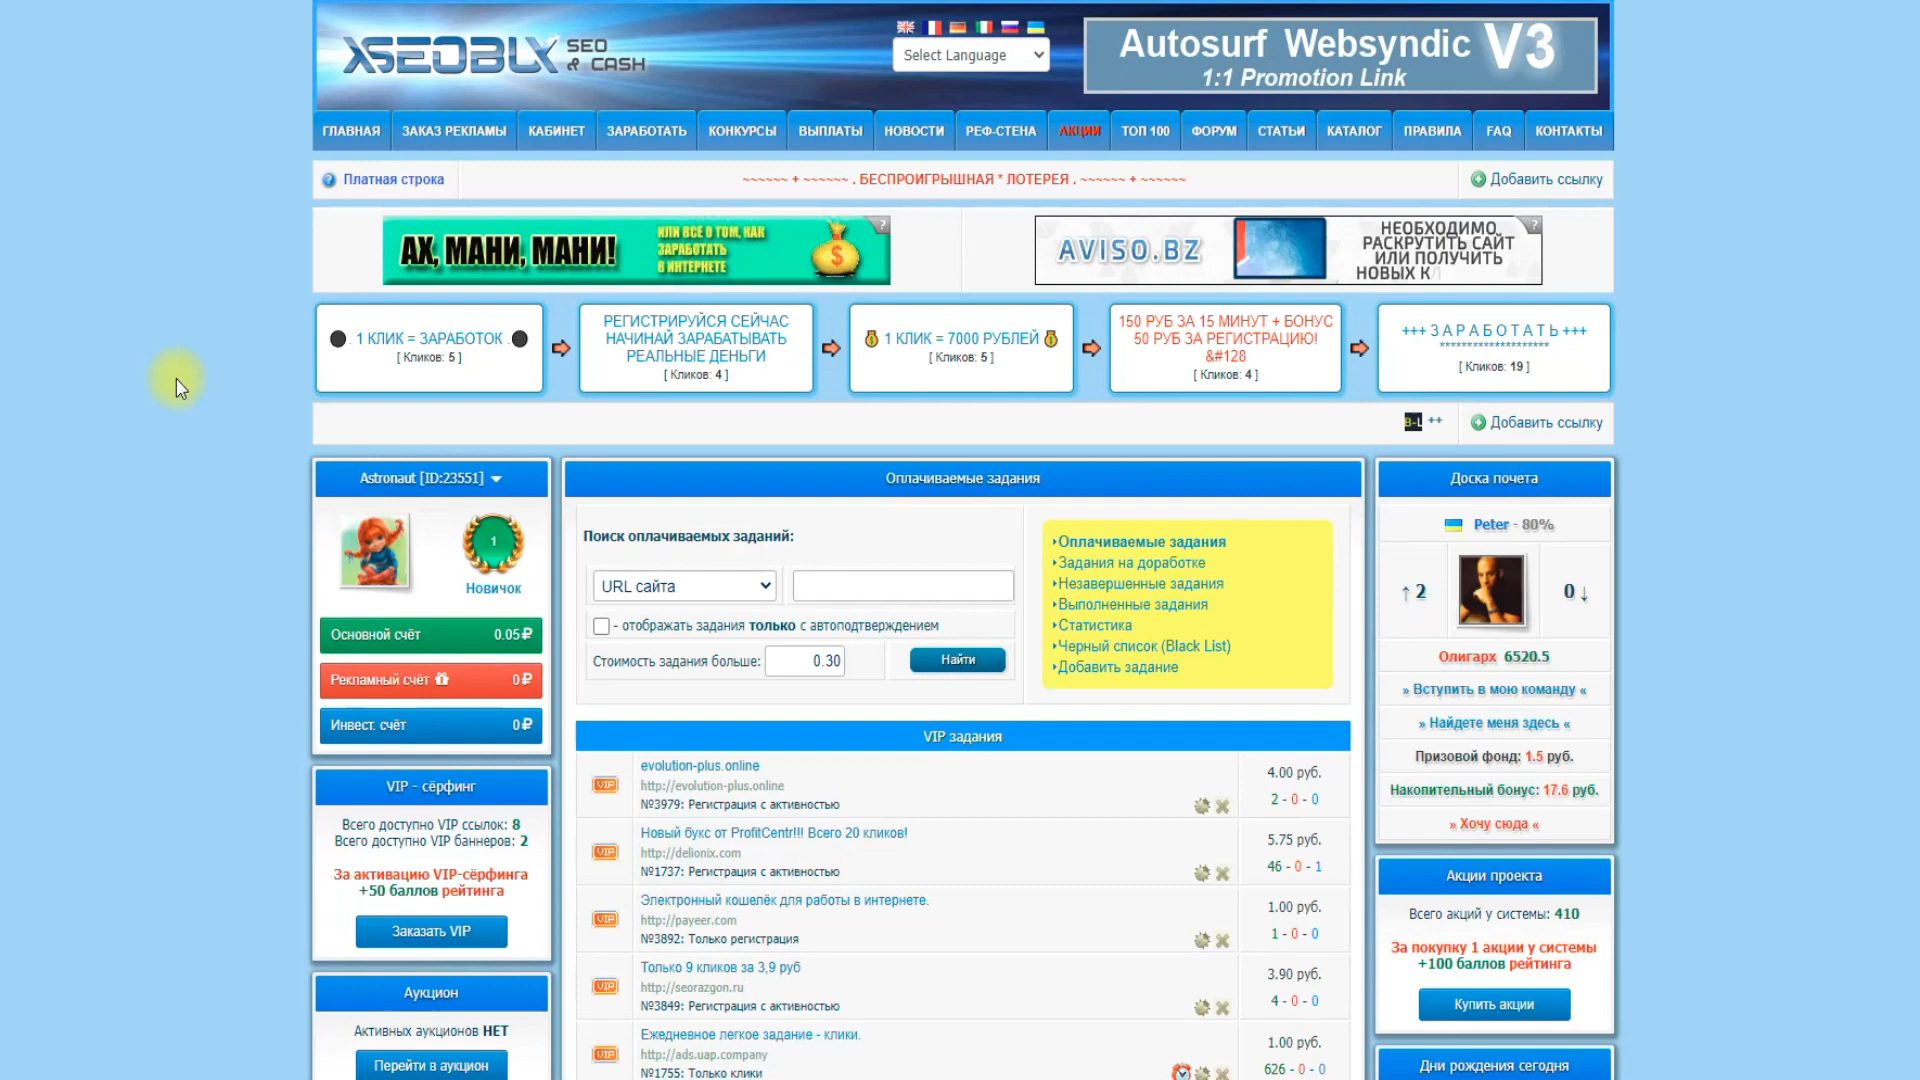 XSEOBUX SEO & CASH
Select Language
Autosurf Websyndic V3
1:1 Promotion Link
ГЛАВНАЯ ЗАКАЗ РЕКЛАМЫ КАБИНЕТ ЗАРАБОТАТЬ КОНКУРСЫ ВЫПЛАТЫ НОВОСТИ РЕФ-СТЕНА АКЦИИ ТОП 100 ФОРУМ СТАТЬИ КАТАЛОГ ПРАВИЛА FAQ КОНТАКТЫ
Платная строка
~~~~~~ + ~~~~~~ . БЕСПРОИГРЫШНАЯ * ЛОТЕРЕЯ . ~~~~~~ + ~~~~~~
Добавить ссылку
АХ, МАНИ, МАНИ!
ИЛИ ВСЕ О ТОМ, КАК
ЗАРАБОТАТЬ
В ИНТЕРНЕТЕ
?
AVISO.BZ
НЕОБХОДИМО
РАСКРУТИТЬ САЙТ
ИЛИ ПОЛУЧИТЬ
НОВЫХ К
?
. 1 КЛИК = ЗАРАБОТОК .
[ Кликов: 5 ]
РЕГИСТРИРУЙСЯ СЕЙЧАС
НАЧИНАЙ ЗАРАБАТЫВАТЬ
РЕАЛЬНЫЕ ДЕНЬГИ
[ Кликов: 4 ]
1 КЛИК = 7000 РУБЛЕЙ
[ Кликов: 5 ]
150 РУБ ЗА 15 МИНУТ + БОНУС
50 РУБ ЗА РЕГИСТРАЦИЮ!
&#128
[ Кликов: 4 ]
+++ З А Р А Б О Т А Т Ь +++
********************
[ Кликов: 19 ]
B-L ++
Добавить ссылку
Astronaut [ID:23551]
1
Новичок
Основной счёт 0.05₽
Рекламный счёт 0₽
Инвест. счёт 0₽
VIP - сёрфинг
Всего доступно VIP ссылок: 8
Всего доступно VIP баннеров: 2
За активацию VIP-сёрфинга
+50 баллов рейтинга
Заказать VIP
Аукцион
Активных аукционов НЕТ
Перейти в аукцион
Оплачиваемые задания
Поиск оплачиваемых заданий:
URL сайта
- отображать задания только с автоподтверждением
Стоимость задания больше: 0.30
Найти
Оплачиваемые задания
Задания на доработке
Незавершенные задания
Выполненные задания
Статистика
Черный список (Black List)
Добавить задание
VIP задания
VIP
evolution-plus.online
http://evolution-plus.online
№3979: Регистрация с активностью
4.00 руб.
2 - 0 - 0
VIP
Новый букс от ProfitCentr!!! Всего 20 кликов!
http://delionix.com
№1737: Регистрация с активностью
5.75 руб.
46 - 0 - 1
VIP
Электронный кошелёк для работы в интернете.
http://payeer.com
№3892: Только регистрация
1.00 руб.
1 - 0 - 0
VIP
Только 9 кликов за 3,9 руб
http://seorazgon.ru
№3849: Регистрация с активностью
3.90 руб.
4 - 0 - 0
VIP
Ежедневное легкое задание - клики.
http://ads.uap.company
№1755: Только клики
1.00 руб.
626 - 0 - 0
Доска почета
Peter - 80%
↑ 2
0 ↓
Олигарх 6520.5
» Вступить в мою команду «
» Найдете меня здесь «
Призовой фонд: 1.5 руб.
Накопительный бонус: 17.6 руб.
» Хочу сюда «
Акции проекта
Всего акций у системы: 410
За покупку 1 акции у системы
+100 баллов рейтинга
Купить акции
Дни рождения сегодня